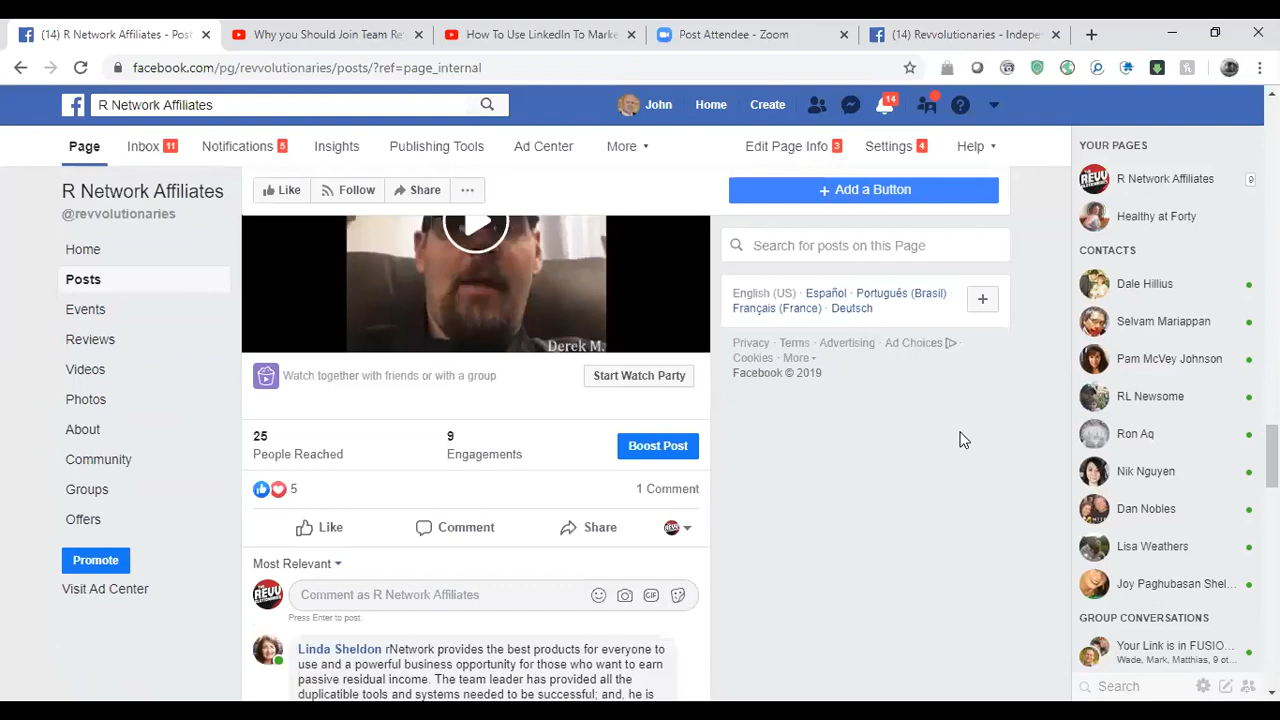 (14) R Network Affiliates - Pos
Why you Should Join Team Re
How To Use LinkedIn To Marke
Post Attendee - Zoom
(14) Revvolutionaries - Indepe
facebook.com/pg/revvolutionaries/posts/?ref=page_internal
R Network Affiliates
John
Home
Create
14
Page
Inbox 11
Notifications 5
Insights
Publishing Tools
Ad Center
More
Edit Page Info 3
Settings 4
Help
R Network Affiliates
@revvolutionaries
Home
Posts
Events
Reviews
Videos
Photos
About
Community
Groups
Offers
Promote
Visit Ad Center
Like
Follow
Share
Add a Button
Derek M.
Watch together with friends or with a group
Start Watch Party
25
People Reached
9
Engagements
Boost Post
5
1 Comment
Like
Comment
Share
Most Relevant
Comment as R Network Affiliates
GIF
Press Enter to post.
Linda Sheldon rNetwork provides the best products for everyone to
use and a powerful business opportunity for those who want to earn
passive residual income. The team leader has provided all the
duplicatible tools and systems needed to be successful; and, he is
Search for posts on this Page
English (US) · Español · Português (Brasil) ·
Français (France) · Deutsch
Privacy · Terms · Advertising · Ad Choices ·
Cookies · More
Facebook © 2019
YOUR PAGES
R Network Affiliates 9
Healthy at Forty
CONTACTS
Dale Hillius
Selvam Mariappan
Pam McVey Johnson
RL Newsome
Ron Aq
Nik Nguyen
Dan Nobles
Lisa Weathers
Joy Paghubasan Shel...
GROUP CONVERSATIONS
Your Link is in FUSIO...
Wade, Mark, Matthias, 9 ot...
Search